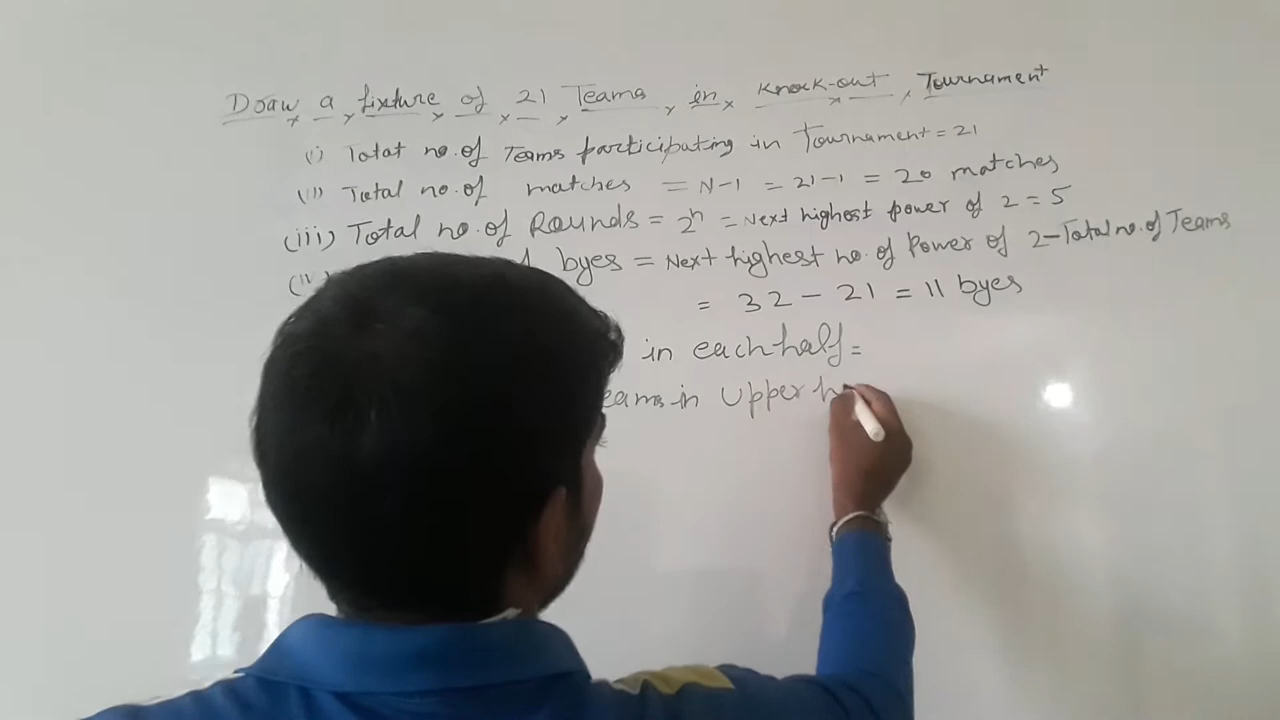 Draw a fixture of 21 Teams in Knock-out Tournament
(i) Total no. of Teams participating in Tournament = 21
(ii) Total no. of matches = N-1 = 21-1 = 20 matches
(iii) Total no. of Rounds = 2ⁿ = Next highest power of 2 = 5
(iv) byes = Next highest no. of Power of 2 - Total no. of Teams
= 32 - 21 = 11 byes
in each half =
eams in Upper h